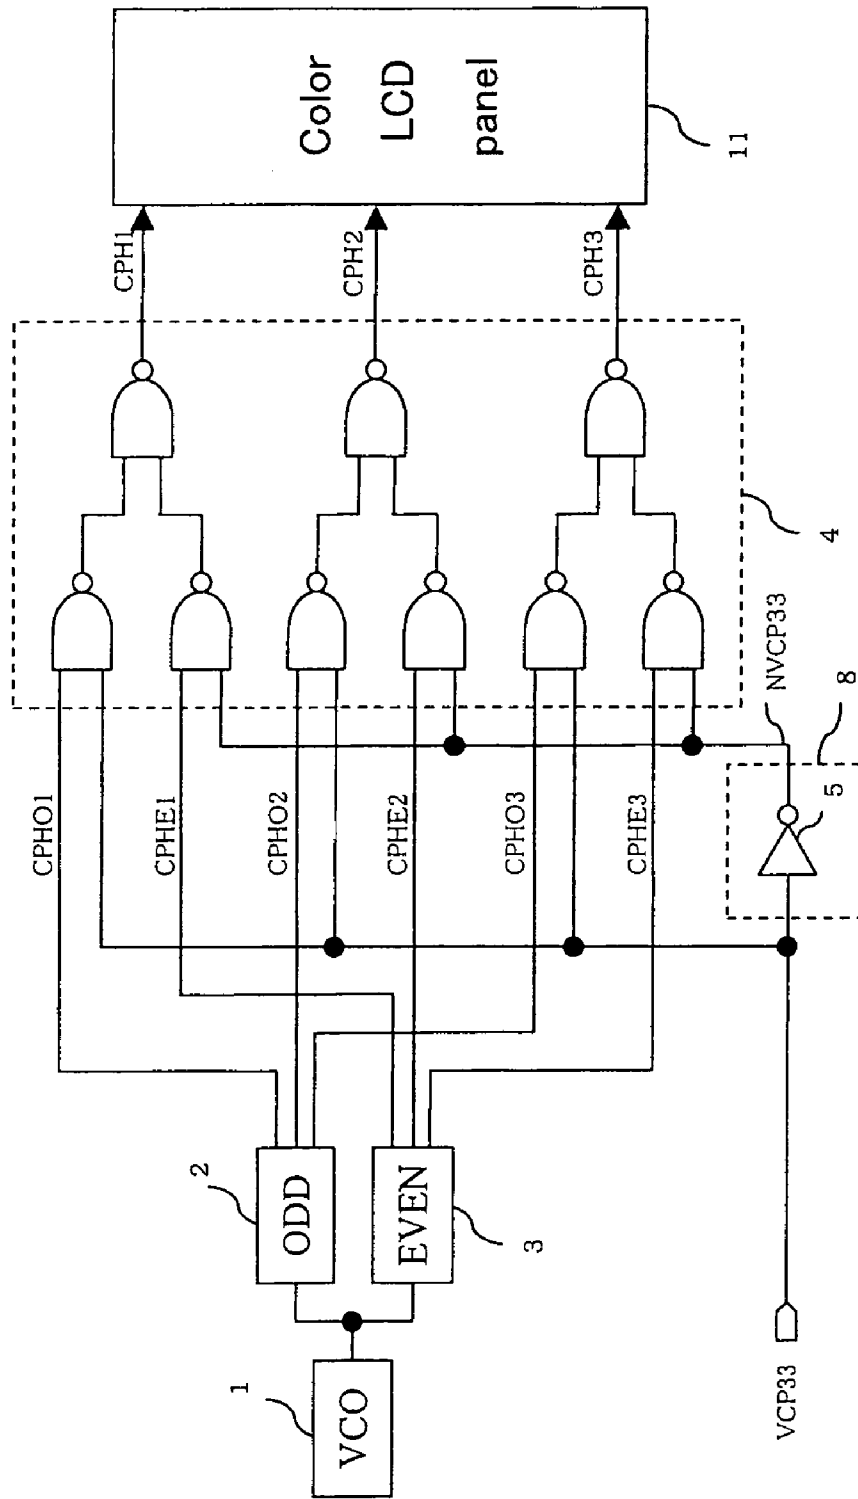 VCO
1
ODD
2
EVEN
3
VCP33
CPHO1
CPHE1
CPHO2
CPHE2
CPHO3
CPHE3
NVCP33
8
5
4
CPH1
CPH2
CPH3
Color
LCD
panel
11